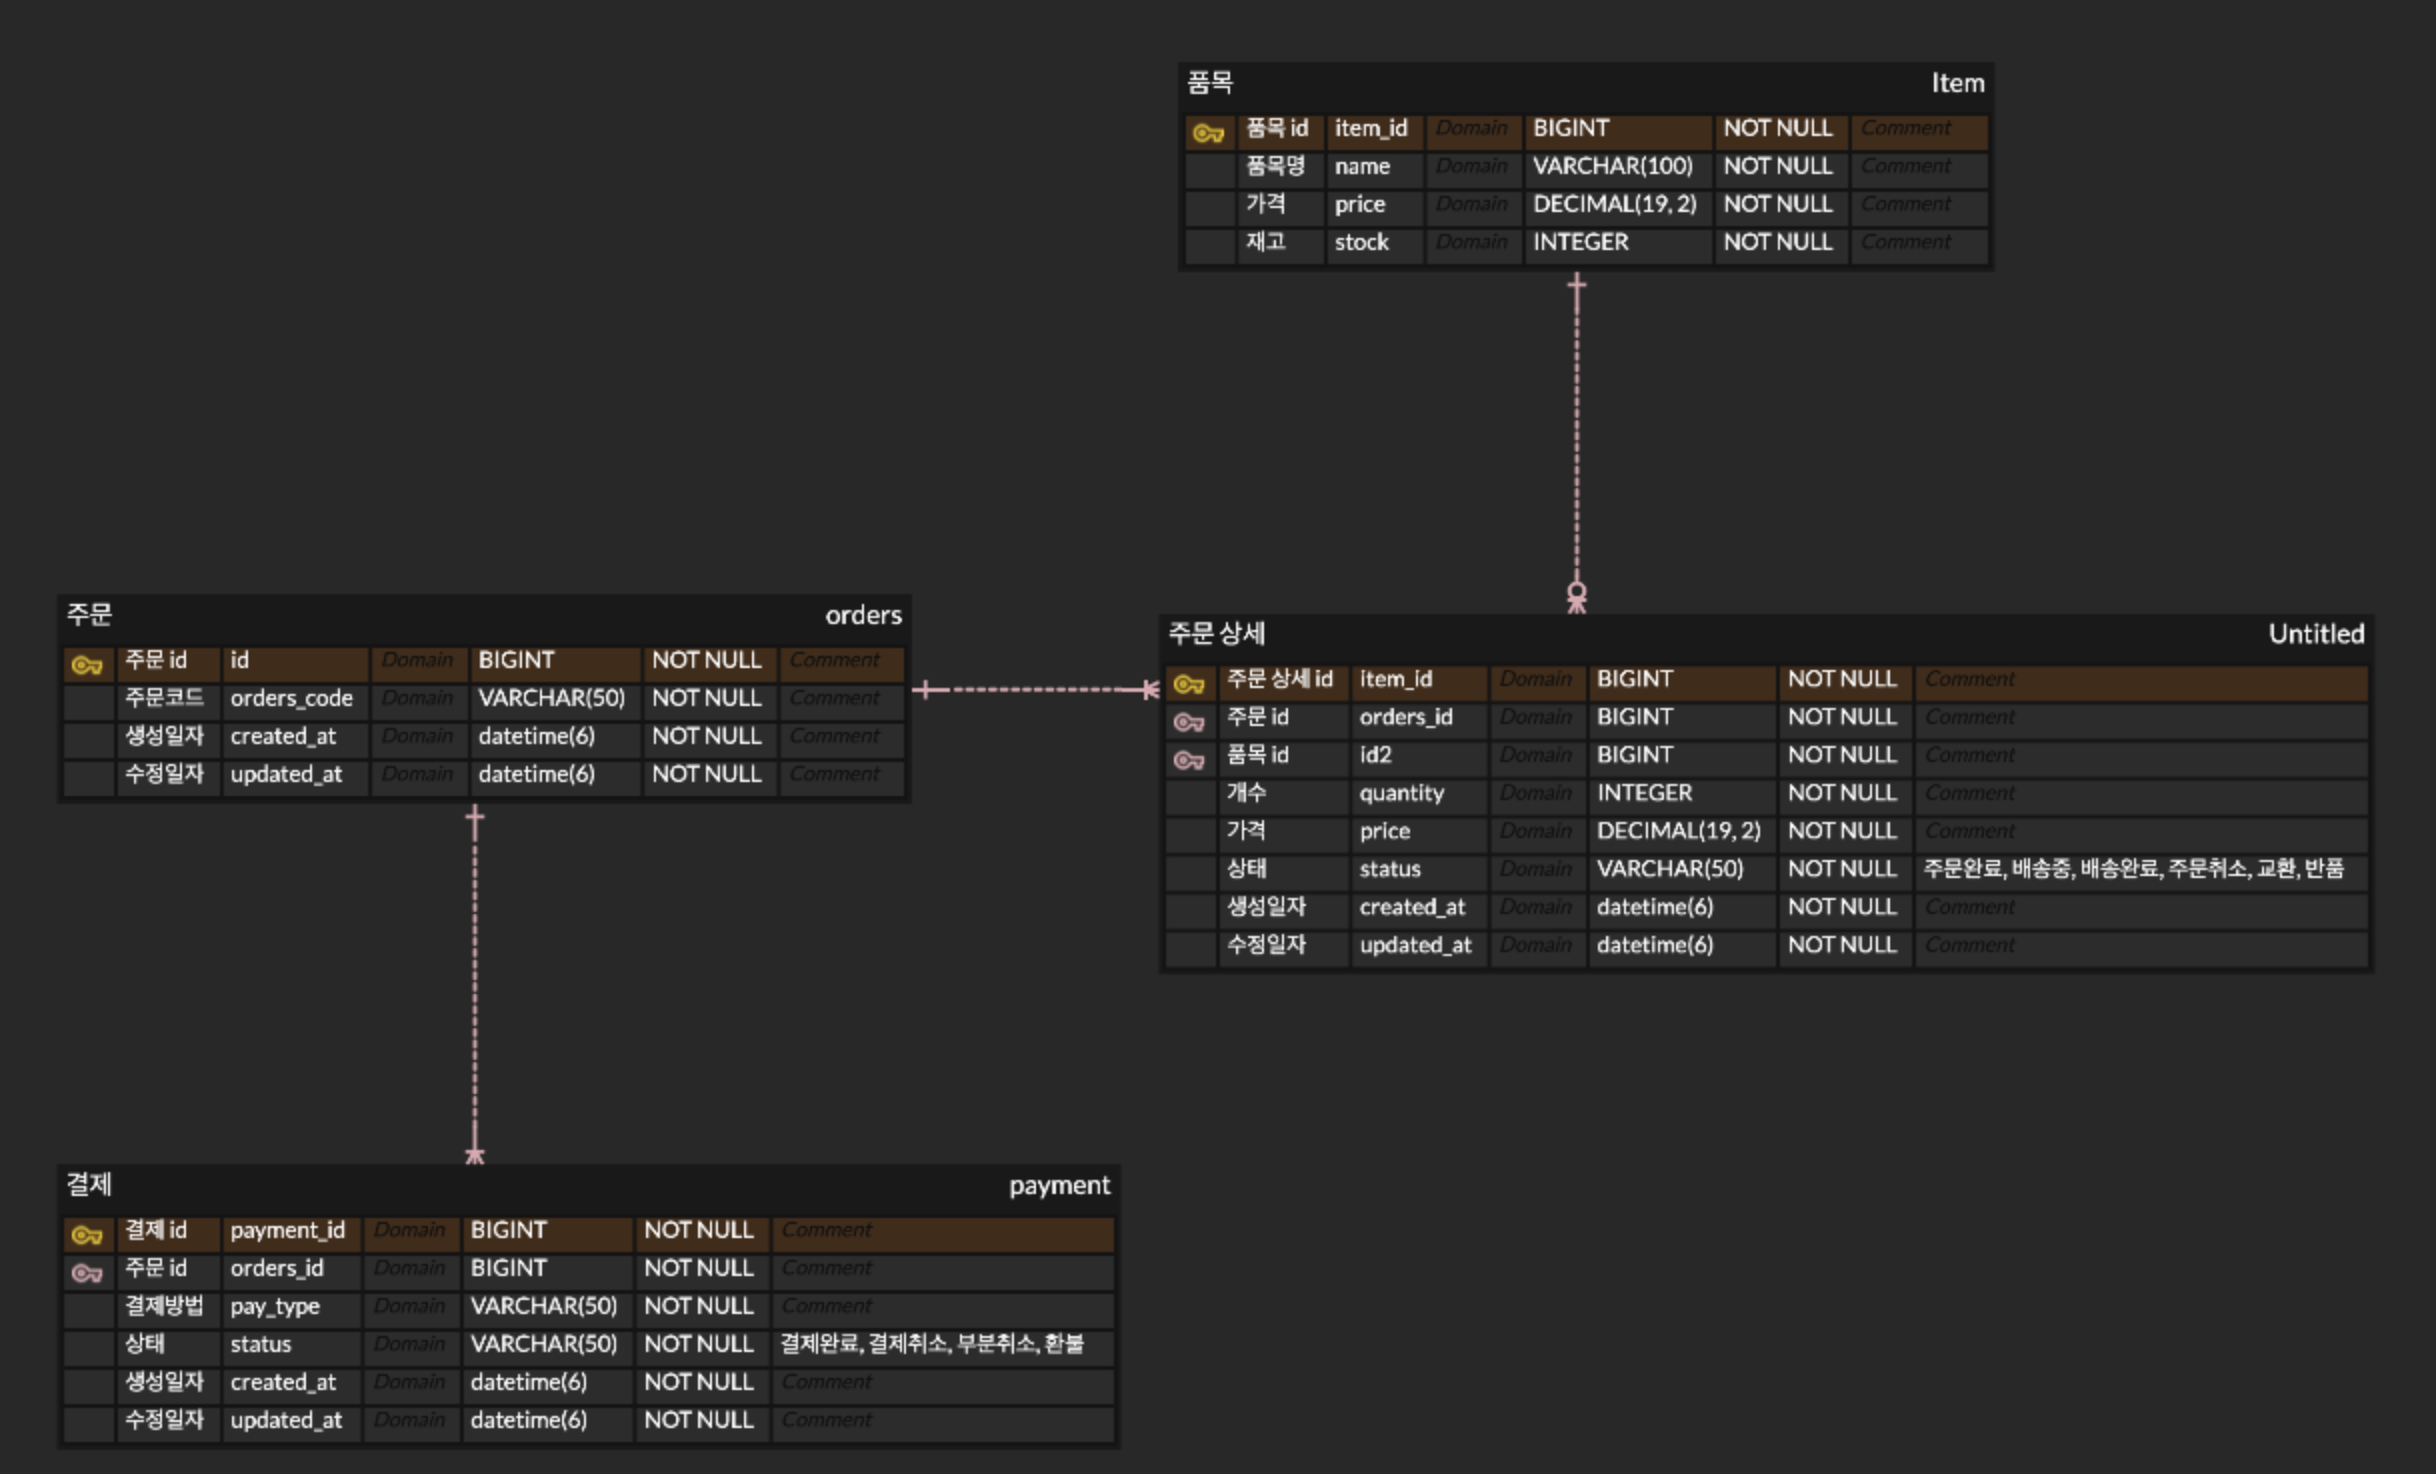 품목 Item
품목 id item_id Domain BIGINT NOT NULL Comment
품목명 name Domain VARCHAR(100) NOT NULL Comment
가격 price Domain DECIMAL(19, 2) NOT NULL Comment
재고 stock Domain INTEGER NOT NULL Comment
주문 orders
주문 id id Domain BIGINT NOT NULL Comment
주문코드 orders_code Domain VARCHAR(50) NOT NULL Comment
생성일자 created_at Domain datetime(6) NOT NULL Comment
수정일자 updated_at Domain datetime(6) NOT NULL Comment
주문 상세 Untitled
주문 상세 id item_id Domain BIGINT NOT NULL Comment
주문 id orders_id Domain BIGINT NOT NULL Comment
품목 id id2 Domain BIGINT NOT NULL Comment
개수 quantity Domain INTEGER NOT NULL Comment
가격 price Domain DECIMAL(19, 2) NOT NULL Comment
상태 status Domain VARCHAR(50) NOT NULL 주문완료, 배송중, 배송완료, 주문취소, 교환, 반품
생성일자 created_at Domain datetime(6) NOT NULL Comment
수정일자 updated_at Domain datetime(6) NOT NULL Comment
결제 payment
결제 id payment_id Domain BIGINT NOT NULL Comment
주문 id orders_id Domain BIGINT NOT NULL Comment
결제방법 pay_type Domain VARCHAR(50) NOT NULL Comment
상태 status Domain VARCHAR(50) NOT NULL 결제완료, 결제취소, 부분취소, 환불
생성일자 created_at Domain datetime(6) NOT NULL Comment
수정일자 updated_at Domain datetime(6) NOT NULL Comment